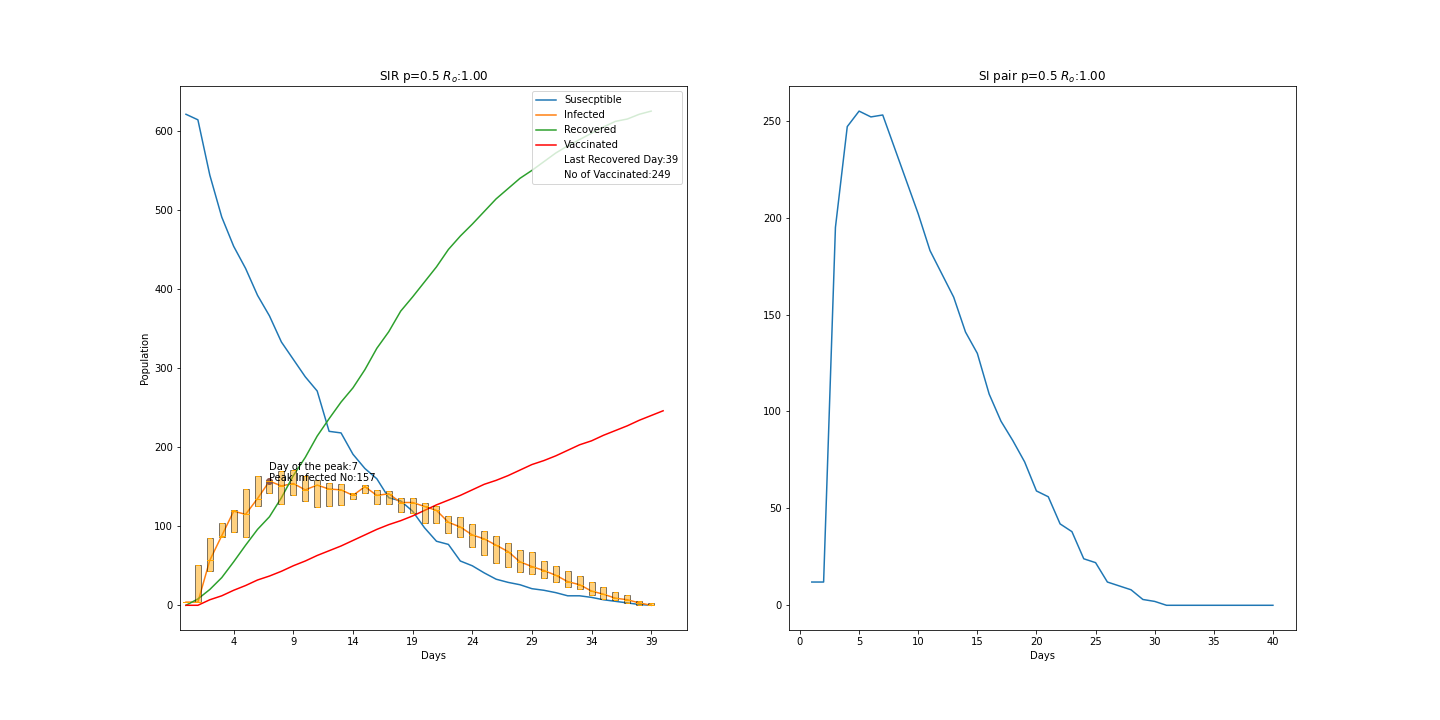 SIR p=0.5 Rₒ:1.00
Susecptible
Infected
Recovered
Vaccinated
Last Recovered Day:39
No of Vaccinated:249
Population
600
500
400
300
200
100
0
Day of the peak:7
Peak Infected No:157
4 9 14 19 24 29 34 39
Days
SI pair p=0.5 Rₒ:1.00
250
200
150
100
50
0
0 5 10 15 20 25 30 35 40
Days